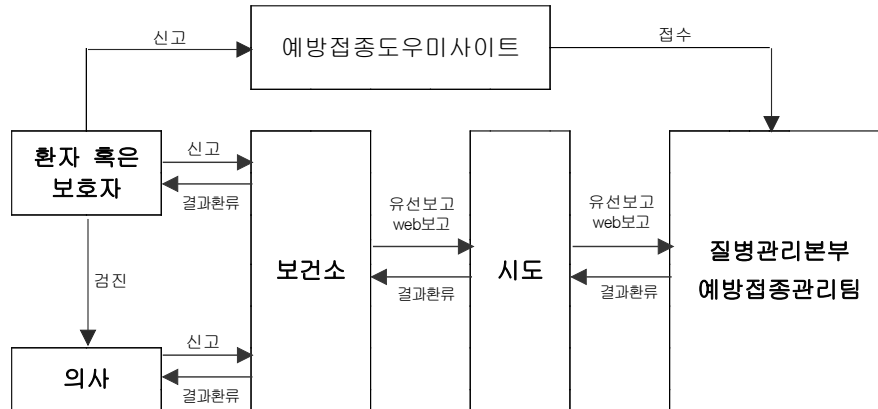 신고
예방접종도우미사이트
접수
환자 혹은
보호자
신고
결과환류
검진
의사
신고
결과환류
보건소
유선보고
web보고
결과환류
시도
유선보고
web보고
결과환류
질병관리본부
예방접종관리팀